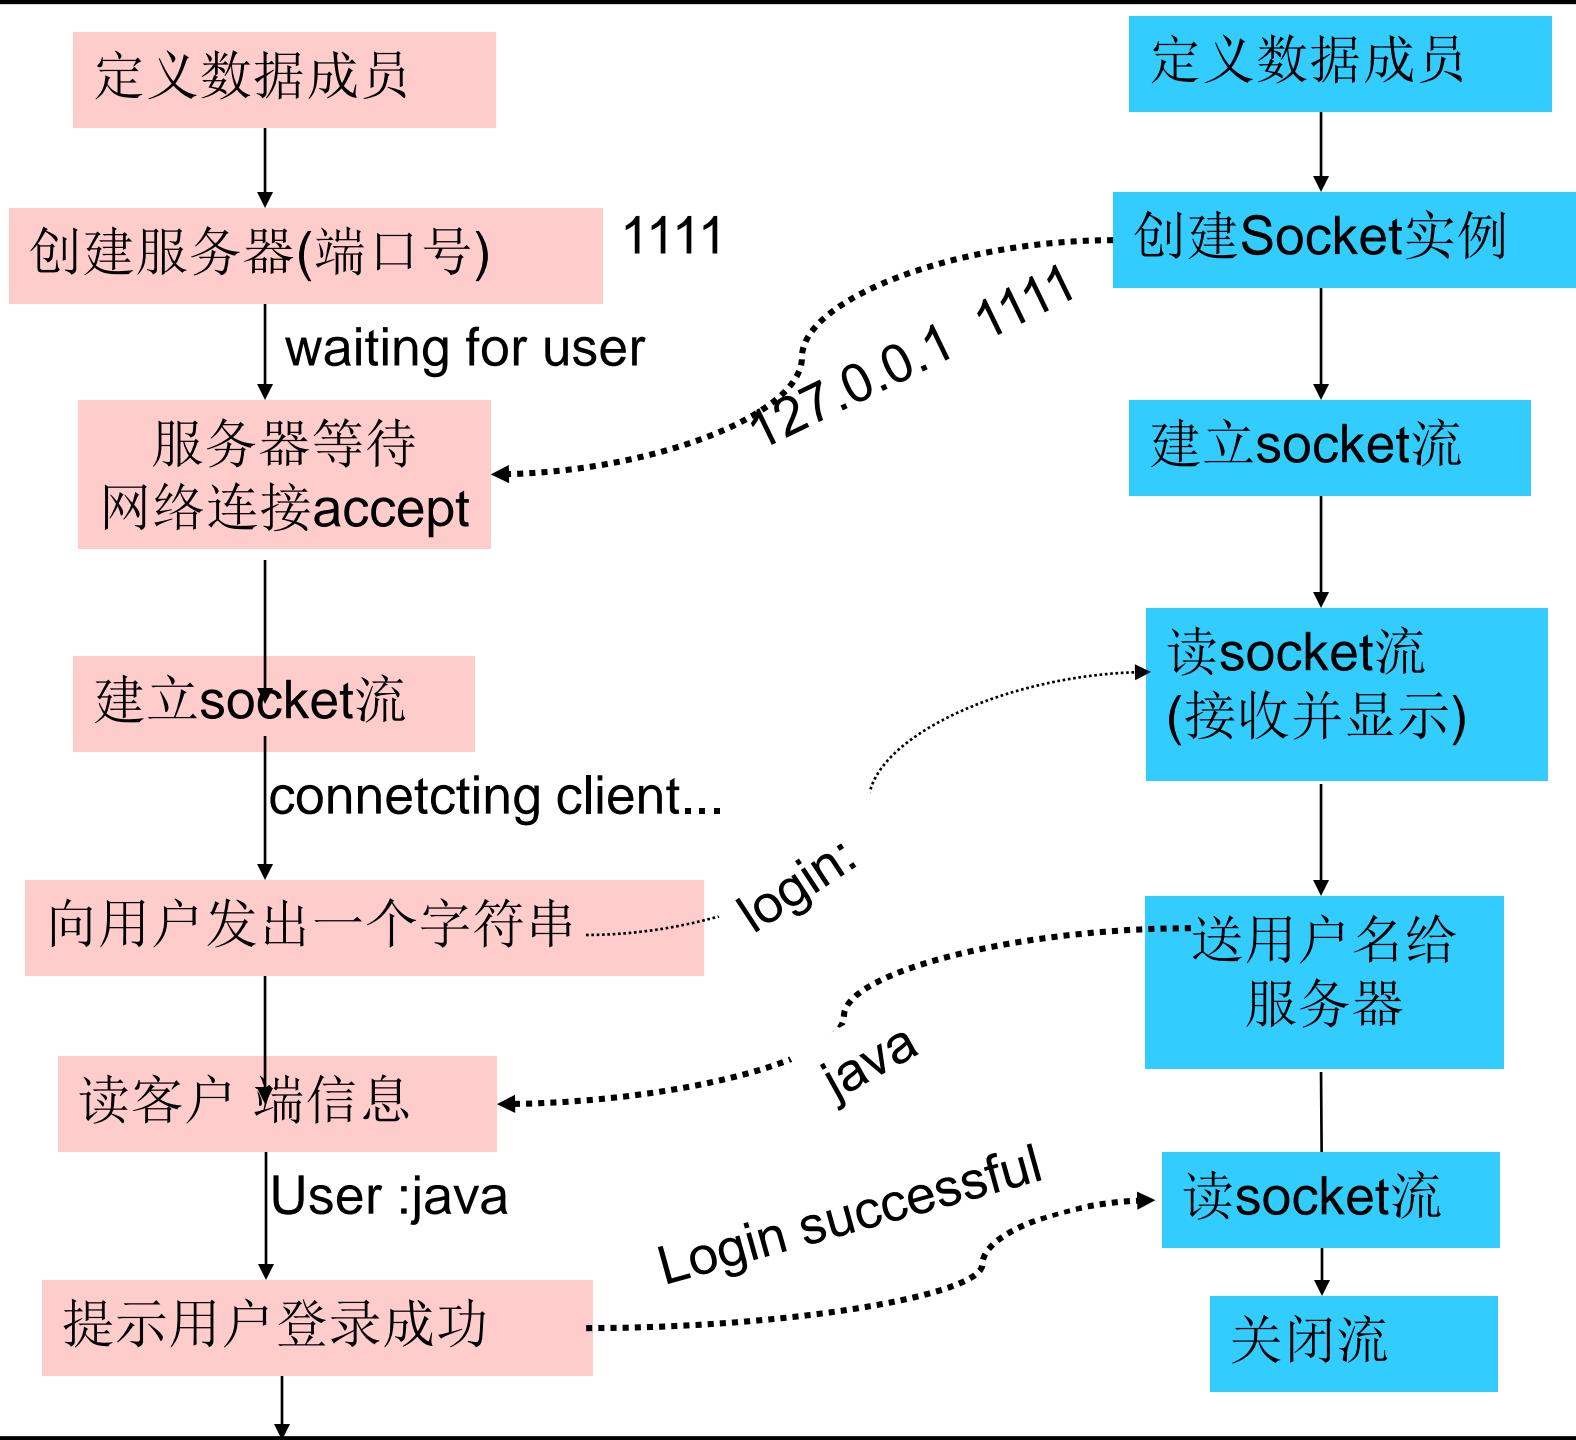 定义数据成员
定义数据成员
创建服务器(端口号)
1111
创建Socket实例
127.0.0.1 1111
waiting for user
服务器等待
网络连接accept
建立socket流
读socket流
(接收并显示)
建立socket流
connetcting client...
login:
向用户发出一个字符串
送用户名给
服务器
java
读客户 端信息
User :java
Login successful
读socket流
提示用户登录成功
关闭流